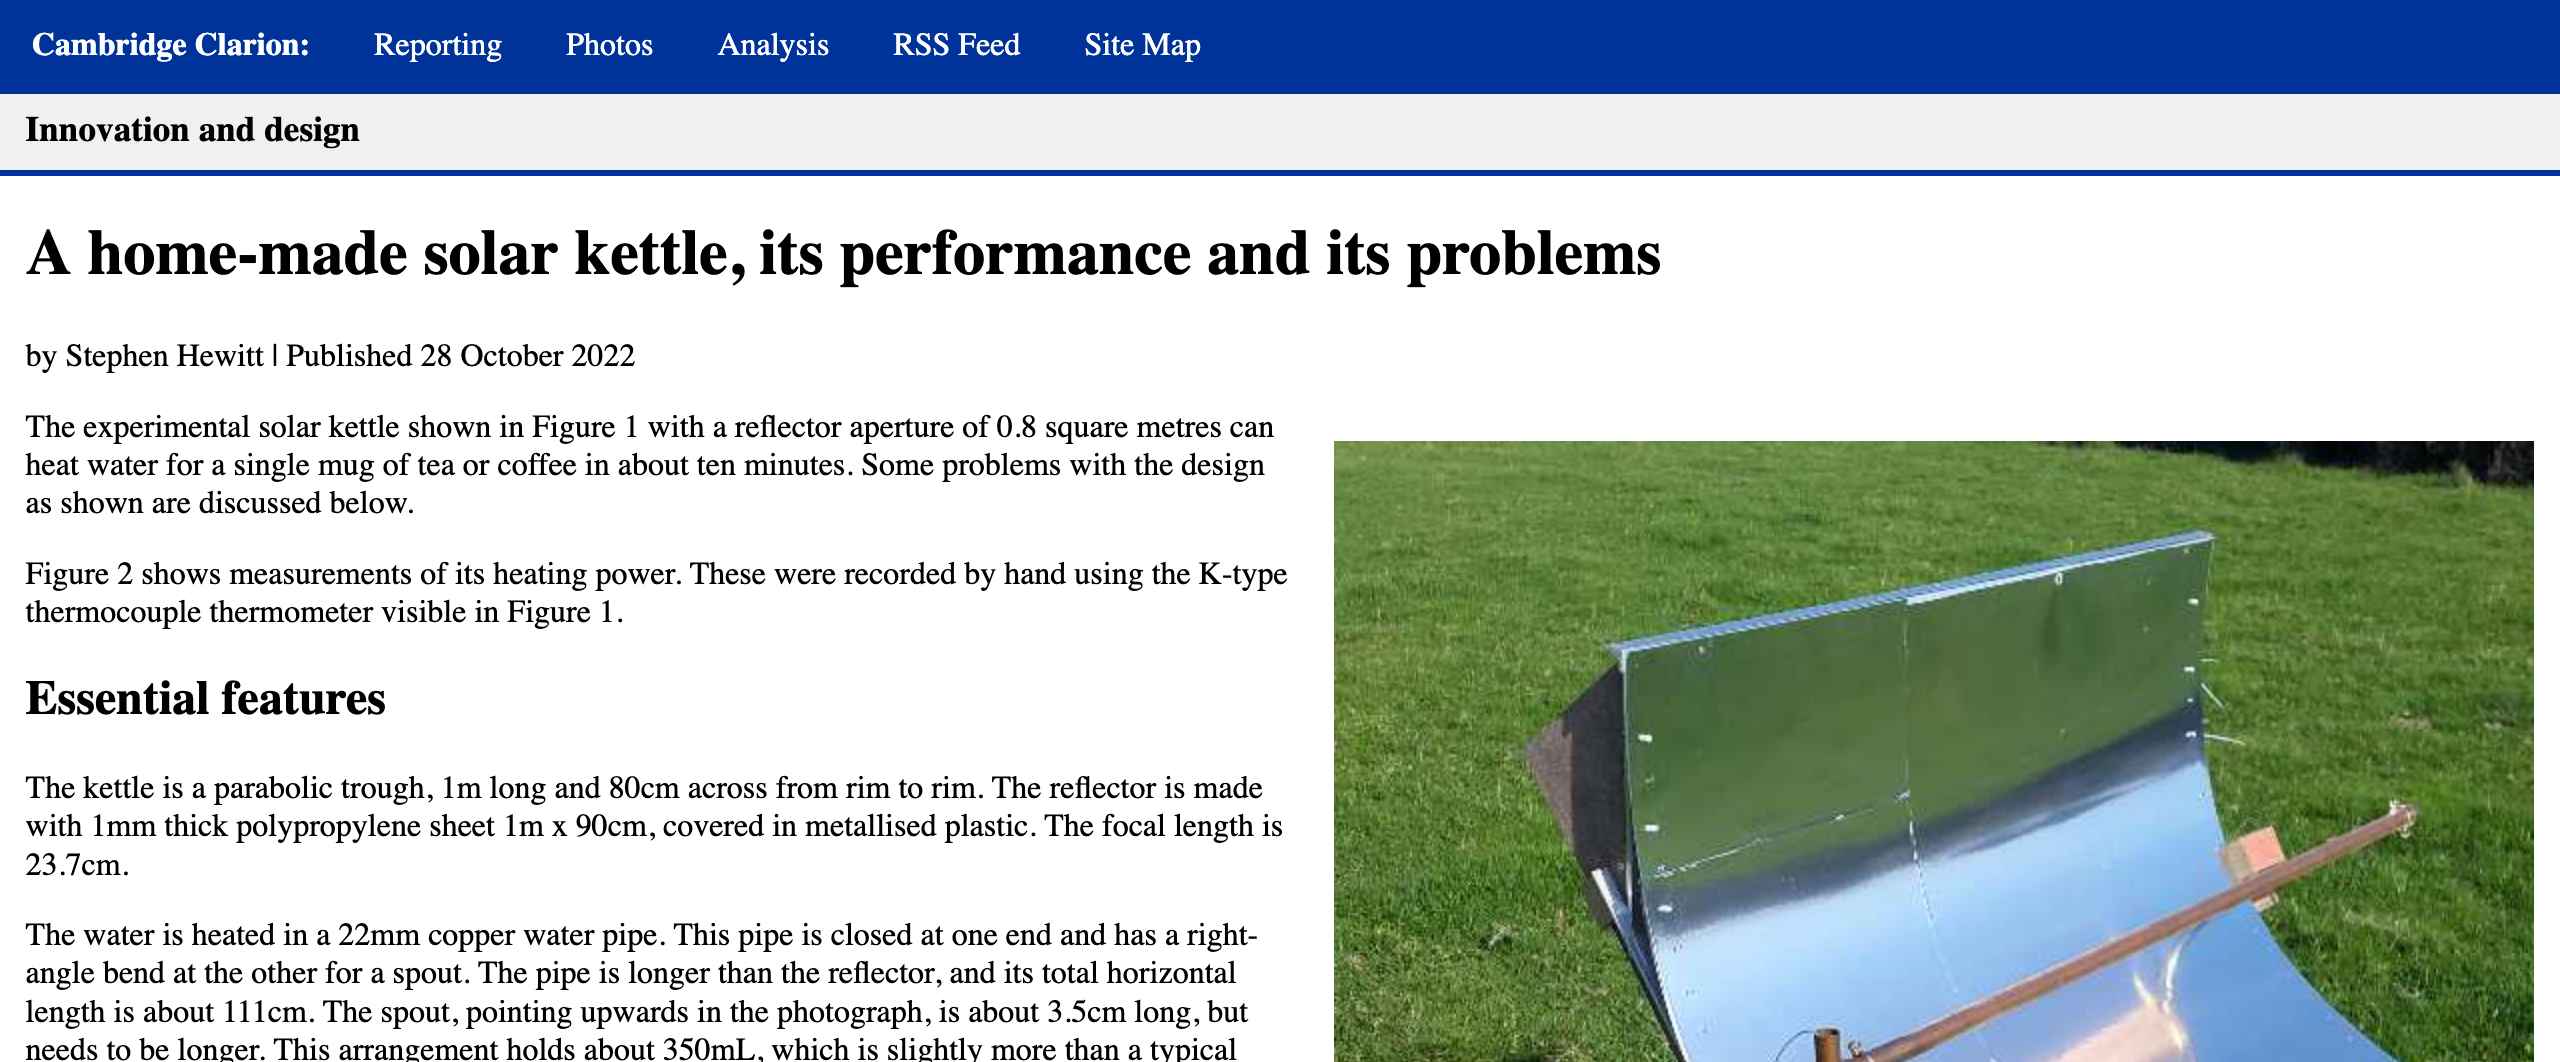 Cambridge Clarion: Reporting Photos Analysis RSS Feed Site Map
Innovation and design
A home-made solar kettle, its performance and its problems
by Stephen Hewitt | Published 28 October 2022
The experimental solar kettle shown in Figure 1 with a reflector aperture of 0.8 square metres can
heat water for a single mug of tea or coffee in about ten minutes. Some problems with the design
as shown are discussed below.
Figure 2 shows measurements of its heating power. These were recorded by hand using the K-type
thermocouple thermometer visible in Figure 1.
Essential features
The kettle is a parabolic trough, 1m long and 80cm across from rim to rim. The reflector is made
with 1mm thick polypropylene sheet 1m x 90cm, covered in metallised plastic. The focal length is
23.7cm.
The water is heated in a 22mm copper water pipe. This pipe is closed at one end and has a right-
angle bend at the other for a spout. The pipe is longer than the reflector, and its total horizontal
length is about 111cm. The spout, pointing upwards in the photograph, is about 3.5cm long, but
needs to be longer. This arrangement holds about 350mL, which is slightly more than a typical